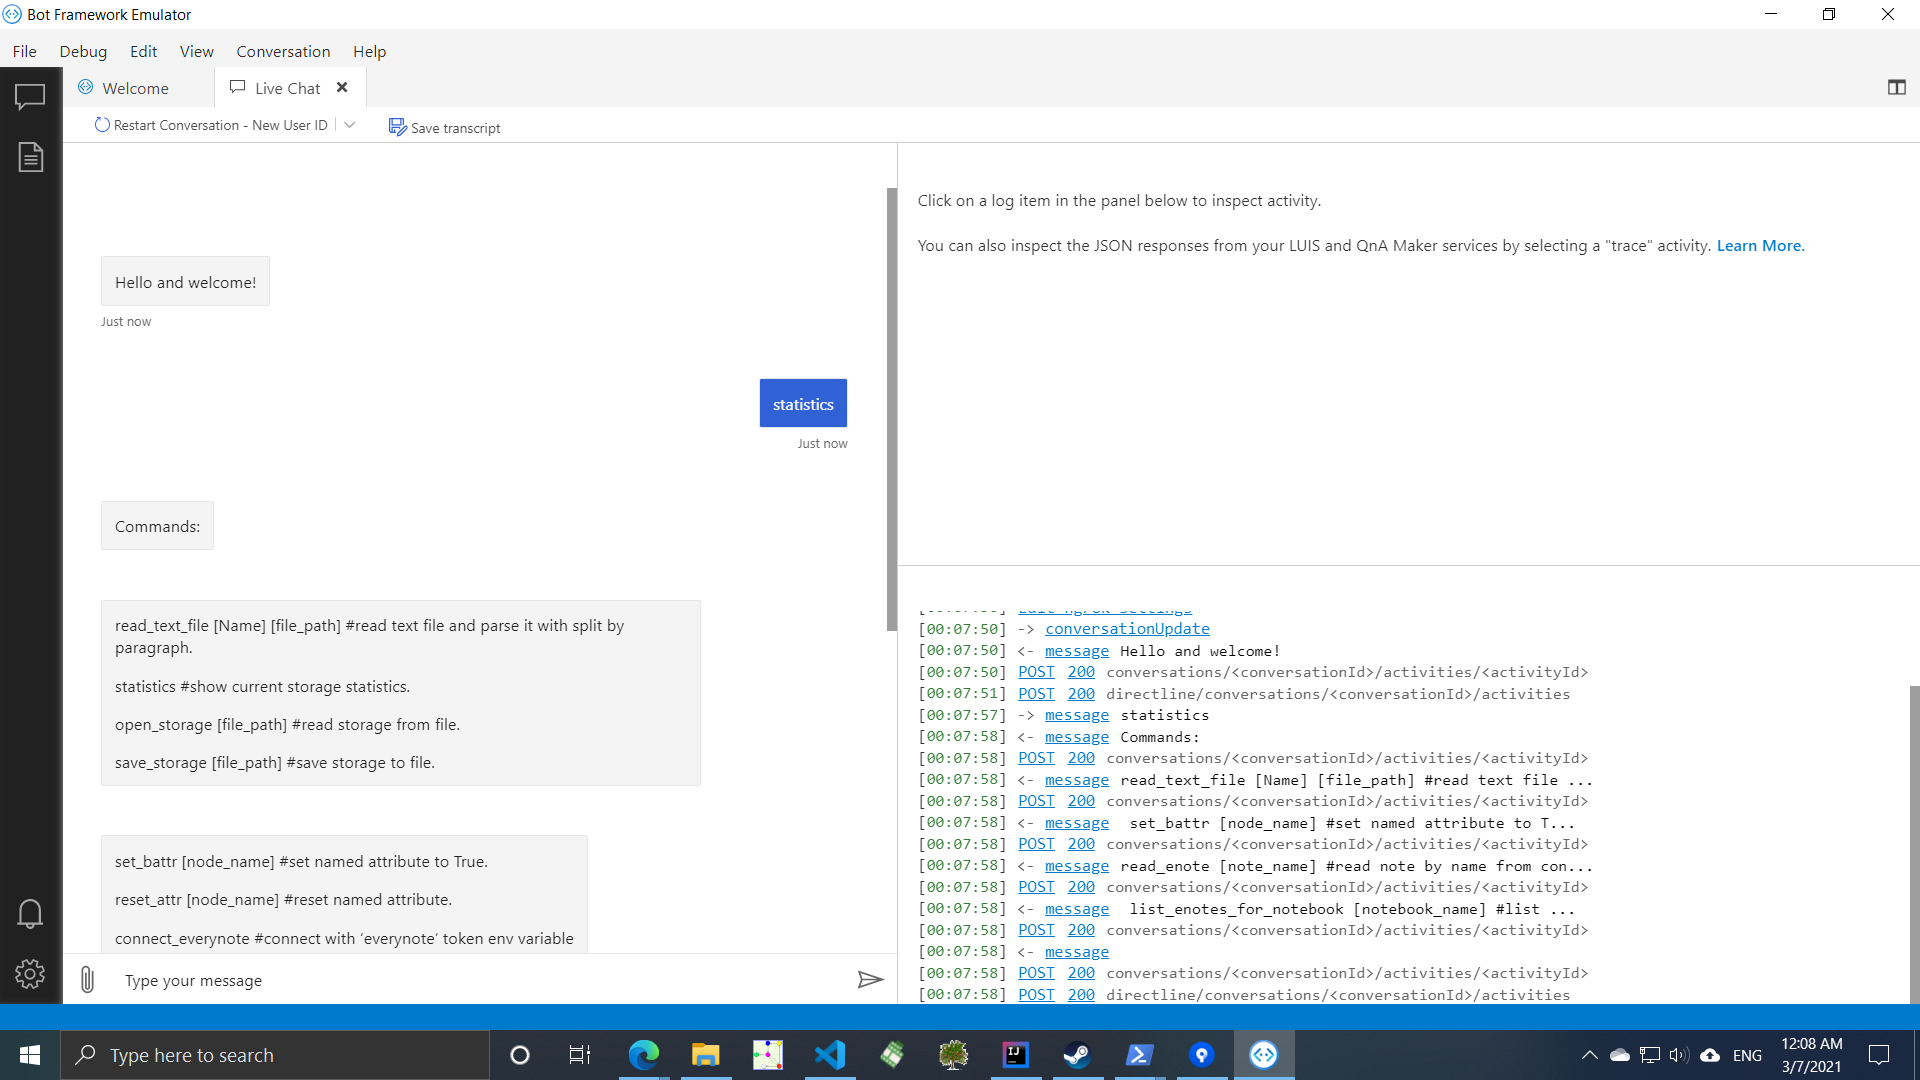 Bot Framework Emulator
File Debug Edit View Conversation Help
Welcome
Live Chat
Restart Conversation - New User ID
Save transcript
Hello and welcome!
Just now
statistics
Just now
Commands:
read_text_file [Name] [file_path] #read text file and parse it with split by
paragraph.
statistics #show current storage statistics.
open_storage [file_path] #read storage from file.
save_storage [file_path] #save storage to file.
set_battr [node_name] #set named attribute to True.
reset_attr [node_name] #reset named attribute.
connect_everynote #connect with ‘everynote’ token env variable
Type your message
Click on a log item in the panel below to inspect activity.
You can also inspect the JSON responses from your LUIS and QnA Maker services by selecting a "trace" activity. Learn More.
Edit ngrok settings
[00:07:50] -> conversationUpdate
[00:07:50] <- message Hello and welcome!
[00:07:50] POST 200 conversations/<conversationId>/activities/<activityId>
[00:07:51] POST 200 directline/conversations/<conversationId>/activities
[00:07:57] -> message statistics
[00:07:58] <- message Commands:
[00:07:58] POST 200 conversations/<conversationId>/activities/<activityId>
[00:07:58] <- message read_text_file [Name] [file_path] #read text file ...
[00:07:58] POST 200 conversations/<conversationId>/activities/<activityId>
[00:07:58] <- message set_battr [node_name] #set named attribute to T...
[00:07:58] POST 200 conversations/<conversationId>/activities/<activityId>
[00:07:58] <- message read_enote [note_name] #read note by name from con...
[00:07:58] POST 200 conversations/<conversationId>/activities/<activityId>
[00:07:58] <- message list_enotes_for_notebook [notebook_name] #list ...
[00:07:58] POST 200 conversations/<conversationId>/activities/<activityId>
[00:07:58] <- message
[00:07:58] POST 200 conversations/<conversationId>/activities/<activityId>
[00:07:58] POST 200 directline/conversations/<conversationId>/activities
Type here to search
IJ
ENG
12:08 AM
3/7/2021